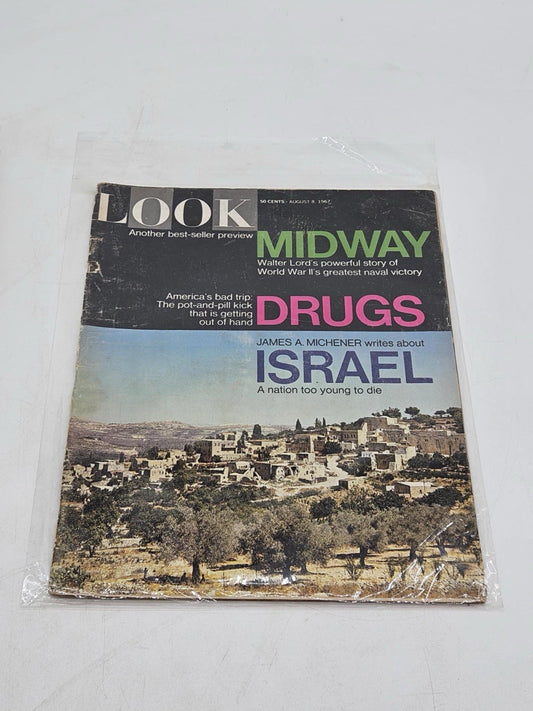 LOOK
50 CENTS · AUGUST 8, 1967
Another best-seller preview
MIDWAY
Walter Lord's powerful story of
World War II's greatest naval victory
America's bad trip:
The pot-and-pill kick
that is getting
out of hand
DRUGS
JAMES A. MICHENER writes about
ISRAEL
A nation too young to die